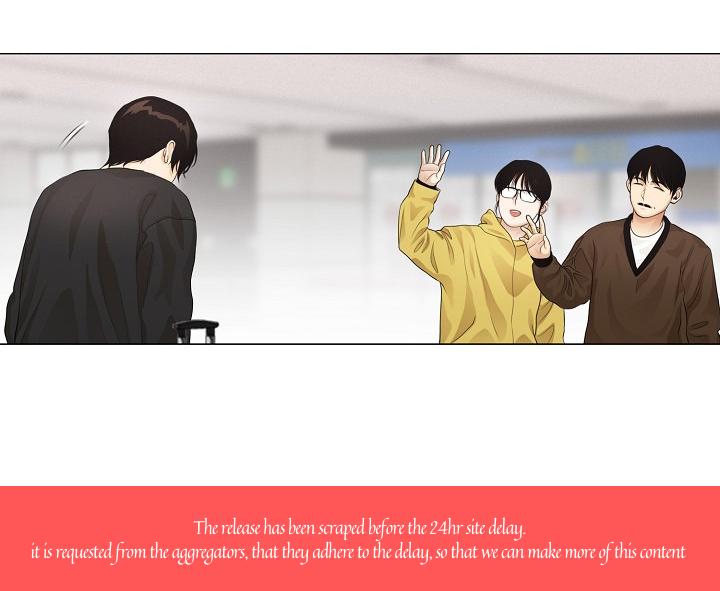 The release has been scraped before the 24hr site delay.
it is requested from the aggregators, that they adhere to the delay, so that we can make more of this content